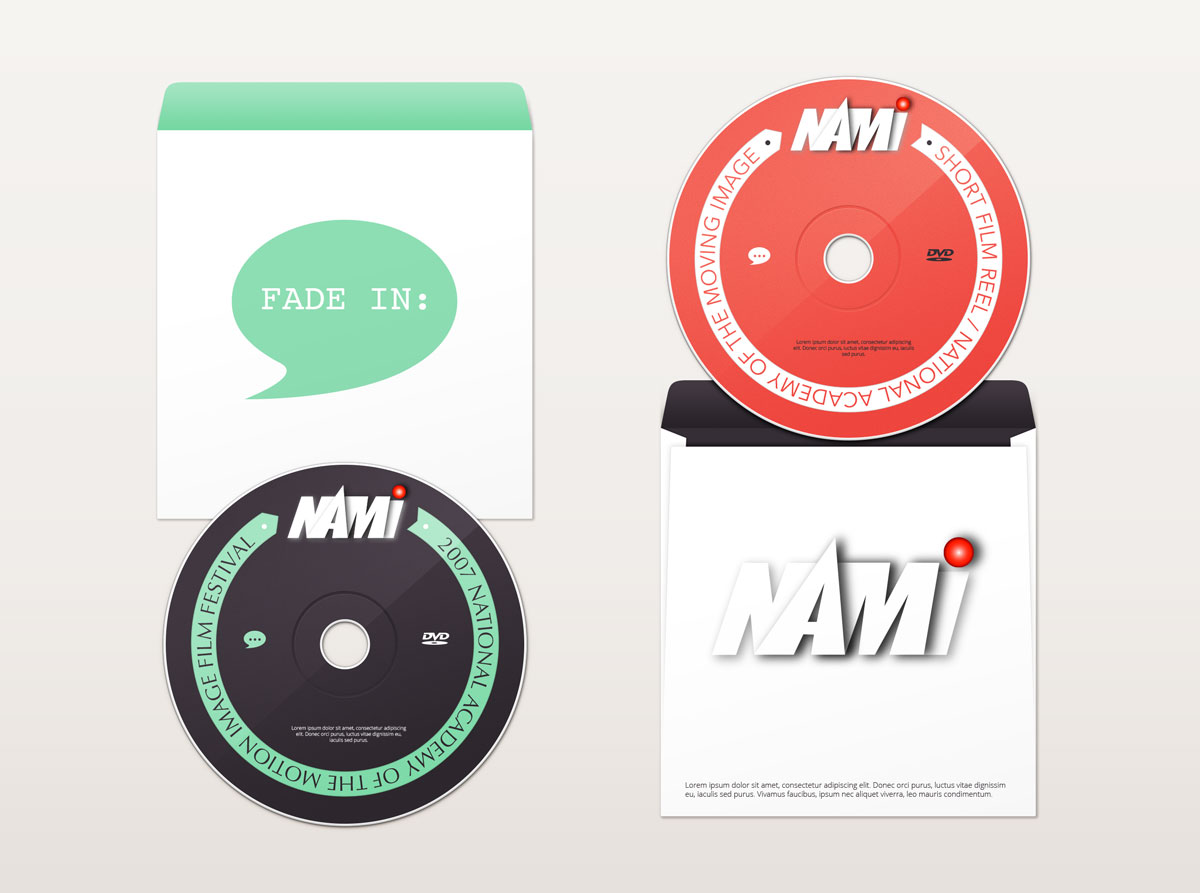 FADE IN:
NAMi
2007 NATIONAL ACADEMY OF THE MOTION IMAGE FILM FESTIVAL
DVD
Lorem ipsum dolor sit amet, consectetur adipiscing
elit. Donec orci purus, luctus vitae dignissim eu,
iaculis sed purus.
NAMi
SHORT FILM REEL / NATIONAL ACADEMY OF THE MOVING IMAGE
DVD
Lorem ipsum dolor sit amet, consectetur adipiscing
elit. Donec orci purus, luctus vitae dignissim eu, iaculis
sed purus.
NAMi
Lorem ipsum dolor sit amet, consectetur adipiscing elit. Donec orci purus, luctus vitae dignissim
eu, iaculis sed purus. Vivamus faucibus, ipsum nec aliquet viverra, leo mauris condimentum.